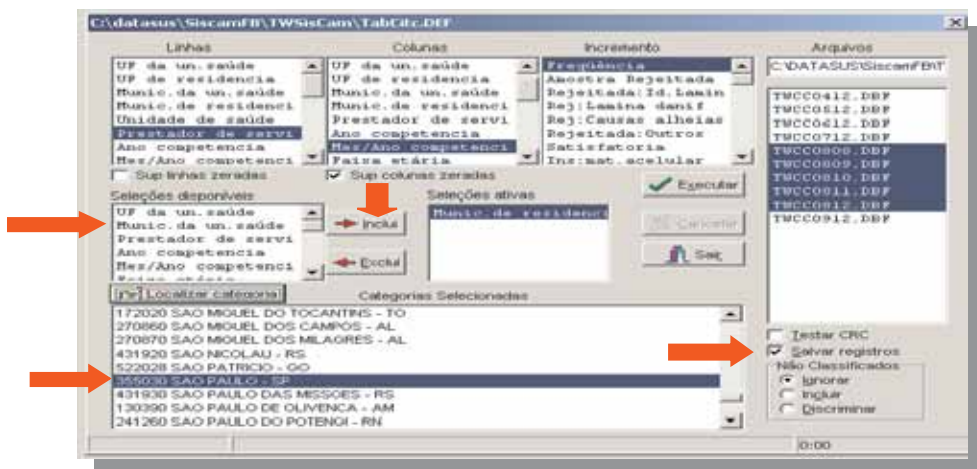 C:\datasus\SiscamFB\TWSisCam\TabCitc.DEF
Linhas
UF da un.saúde
UF de residencia
Munic.da un.saúde
Munic.de residenci
Unidade de saúde
Prestador de servi
Ano competencia
Mes/Ano competenci
Sup linhas zeradas
Colunas
UF da un.saúde
UF de residencia
Munic.da un.saúde
Munic.de residenci
Prestador de servi
Ano competencia
Mes/Ano competenci
Faixa etária
Sup colunas zeradas
Incremento
Freqüência
Amostra Rejeitada
Rejeitada:Id.Lamin
Rej:Lamina danif
Rej:Causas alheias
Rejeitada:Outros
Satisfatoria
Ins:mat.acelular
Arquivos
C:\DATASUS\SiscamFB\T
TWCC0412.DBF
TWCC0512.DBF
TWCC0612.DBF
TWCC0712.DBF
TWCC0808.DBF
TWCC0809.DBF
TWCC0810.DBF
TWCC0811.DBF
TWCC0812.DBF
TWCC0912.DBF
Seleções disponíveis
UF da un.saúde
Munic.da un.saúde
Prestador de servi
Ano competencia
Mes/Ano competenci
Faixa etária
Inclui
Exclui
Seleções ativas
Munic.de residenci
Executar
Cancelar
Sair
Localizar categoria
Categorias Selecionadas
172020 SAO MIGUEL DO TOCANTINS - TO
270860 SAO MIGUEL DOS CAMPOS - AL
270870 SAO MIGUEL DOS MILAGRES - AL
431920 SAO NICOLAU - RS
522028 SAO PATRICIO - GO
355030 SAO PAULO - SP
431930 SAO PAULO DAS MISSOES - RS
130390 SAO PAULO DE OLIVENCA - AM
241260 SAO PAULO DO POTENGI - RN
Testar CRC
Salvar registros
Não Classificados
Ignorar
Incluir
Discriminar
0:00